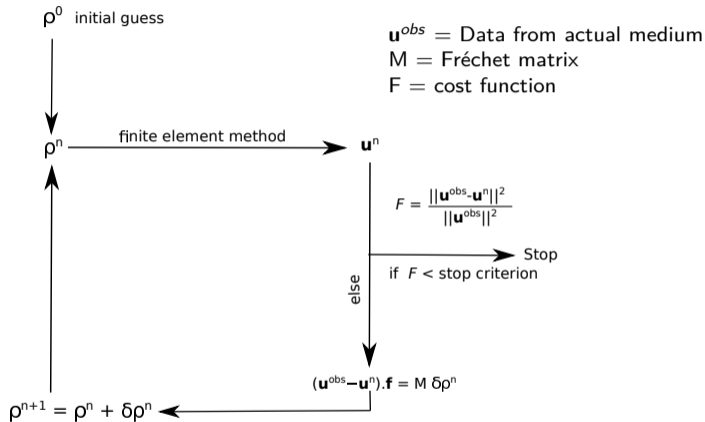 ρ⁰ initial guess
u^obs = Data from actual medium
M = Fréchet matrix
F = cost function
finite element method
ρⁿ
uⁿ
F = ||u^obs-uⁿ||² / ||u^obs||²
Stop
if F < stop criterion
else
(u^obs−uⁿ).f = M δρⁿ
ρⁿ⁺¹ = ρⁿ + δρⁿ